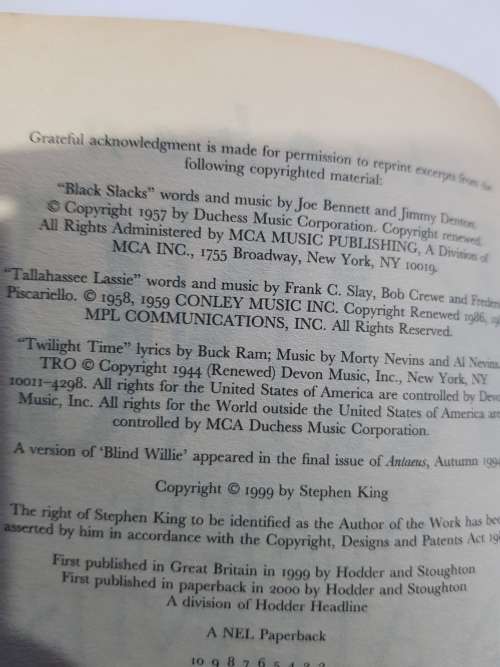 Grateful acknowledgment is made for permission to reprint excerpts from the
following copyrighted material:
"Black Slacks" words and music by Joe Bennett and Jimmy Denton.
© Copyright 1957 by Duchess Music Corporation. Copyright renewed.
All Rights Administered by MCA MUSIC PUBLISHING, A Division of
MCA INC., 1755 Broadway, New York, NY 10019.
"Tallahassee Lassie" words and music by Frank C. Slay, Bob Crewe and
Piscariello. © 1958, 1959 CONLEY MUSIC INC. Copyright Renewed 1986,
MPL COMMUNICATIONS, INC. All Rights Reserved.
"Twilight Time" lyrics by Buck Ram; Music by Morty Nevins and Al Nevins.
TRO © Copyright 1944 (Renewed) Devon Music, Inc., New York, NY
10011–4298. All rights for the United States of America are controlled by
Music, Inc. All rights for the World outside the United States of America are
controlled by MCA Duchess Music Corporation.
A version of 'Blind Willie' appeared in the final issue of Antaeus, Autumn
Copyright © 1999 by Stephen King
The right of Stephen King to be identified as the Author of the Work has
asserted by him in accordance with the Copyright, Designs and Patents Act
First published in Great Britain in 1999 by Hodder and Stoughton
First published in paperback in 2000 by Hodder and Stoughton
A division of Hodder Headline
A NEL Paperback
10 9 8 7 6 5 4 3 2